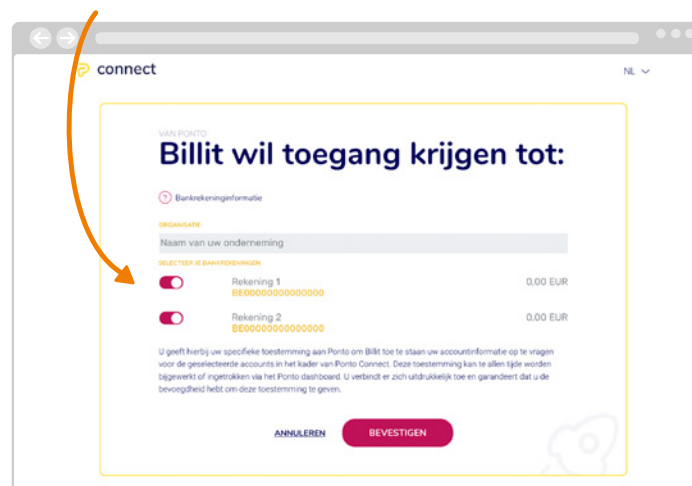 connect
NL
VAN PONTO
Billit wil toegang krijgen tot:
? Bankrekeninginformatie
ORGANISATIE
Naam van uw onderneming
SELECTEER JE BANKREKENINGEN
Rekening 1 0,00 EUR
BE00000000000000
Rekening 2 0.00 EUR
BE00000000000000
U geeft hierbij uw specifieke toestemming aan Ponto om Billit toe te staan uw accountinformatie op te vragen
voor de geselecteerde accounts in het kader van Ponto Connect. Deze toestemming kan te allen tijde worden
bijgewerkt of ingetrokken via het Ponto dashboard. U verbindt er zich uitdrukkelijk toe en garandeert dat u de
bevoegdheid hebt om deze toestemming te geven.
ANNULEREN BEVESTIGEN